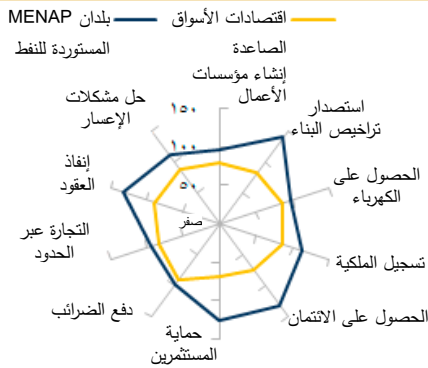 بلدان MENAP المستوردة للنفط
اقتصادات الأسواق الصاعدة
إنشاء مؤسسات
الأعمال
استصدار
تراخيص البناء
الحصول على
الكهرباء
تسجيل الملكية
الحصول على الائتمان
حماية
المستثمرين
دفع الضرائب
التجارة عبر
الحدود
إنفاذ
العقود
حل مشكلات
الإعسار
١٥٠
١٠٠
٥٠
صفر